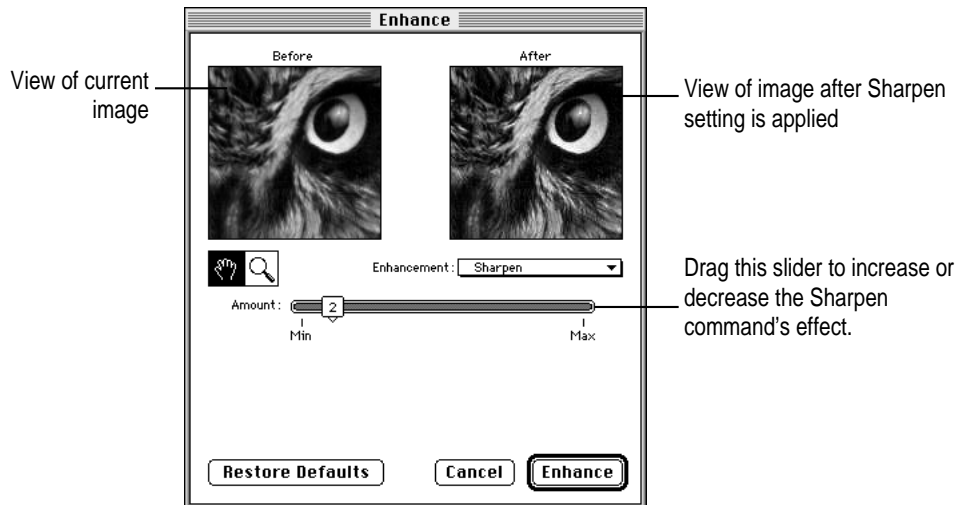 Enhance
Before
After
View of current
image
View of image after Sharpen
setting is applied
Enhancement: Sharpen
Amount: 2
Min
Max
Drag this slider to increase or
decrease the Sharpen
command's effect.
Restore Defaults
Cancel
Enhance